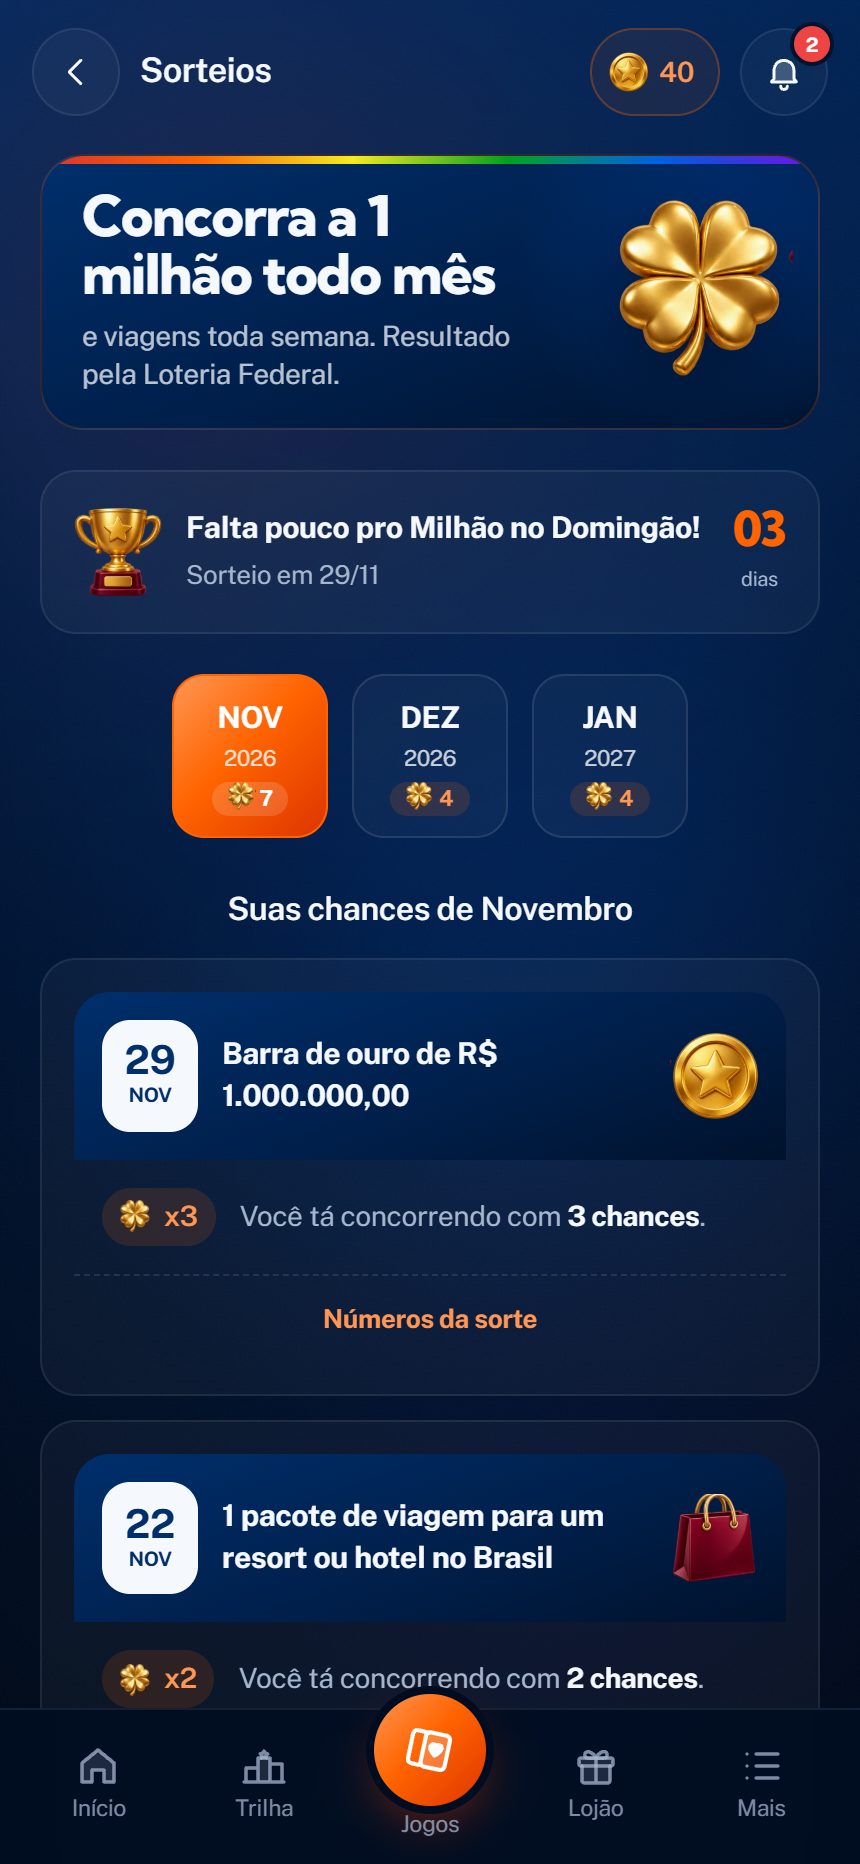 Sorteios
40
2
Concorra a 1
milhão todo mês
e viagens toda semana. Resultado
pela Loteria Federal.
Falta pouco pro Milhão no Domingão!
Sorteio em 29/11
03
dias
NOV
2026
7
DEZ
2026
4
JAN
2027
4
Suas chances de Novembro
29
NOV
Barra de ouro de R$
1.000.000,00
x3
Você tá concorrendo com 3 chances.
Números da sorte
22
NOV
1 pacote de viagem para um
resort ou hotel no Brasil
x2
Você tá concorrendo com 2 chances.
Início
Trilha
Jogos
Lojão
Mais